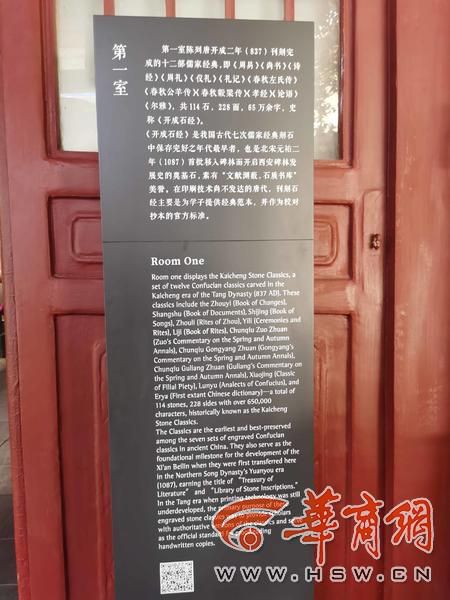 第一室
第一室陈列唐开成二年（837）刊刻完
成的十二部儒家经典，即《周易》《尚书》《诗
经》《周礼》《仪礼》《礼记》《春秋左氏传》
《春秋公羊传》《春秋穀梁传》《孝经》《论语》
《尔雅》，共114石，228面，65万余字，史
称《开成石经》。
《开成石经》是我国古代七次儒家经典刻石
中保存完好之年代最早者，也是北宋元祐二
年（1087）首批移入碑林而开启西安碑林发
展史的奠基石，素有“文献渊薮、石质书库”
美誉。在印刷技术尚不发达的唐代，刊刻石
经主要是为学子提供经典范本，并作为校对
抄本的官方标准。
Room One
Room one displays the Kaicheng Stone Classics, a
set of twelve Confucian classics carved in the
Kaicheng era of the Tang Dynasty (837 AD). These
classics include the Zhouyi (Book of Changes),
Shangshu (Book of Documents), Shijing (Book of
Songs), Zhouli (Rites of Zhou), Yili (Ceremonies and
Rites), Liji (Book of Rites), Chunqiu Zuo Zhuan
(Zuo's Commentary on the Spring and Autumn
Annals), Chunqiu Gongyang Zhuan (Gongyang's
Commentary on the Spring and Autumn Annals),
Chunqiu Guliang Zhuan (Guliang's Commentary on
the Spring and Autumn Annals), Xiaojing (Classic
of Filial Piety), Lunyu (Analects of Confucius), and
Erya (First extant Chinese dictionary)—a total of
114 stones, 228 sides with over 650,000
characters, historically known as the Kaicheng
Stone Classics.
The Classics are the earliest and best-preserved
among the seven sets of engraved Confucian
classics in ancient China. They also serve as the
foundational milestone for the development of the
Xi'an Beilin when they were first transferred here
in the Northern Song Dynasty's Yuanyou era
(1087), earning the title of “Treasury of
Literature” and “Library of Stone Inscriptions.”
In the Tang era when printing technology was still
underdeveloped, the primary purpose of the
engraved stone scholars
with authoritative of the classics and
as the official standard
handwritten copies.
华商网
WWW.HSW.CN